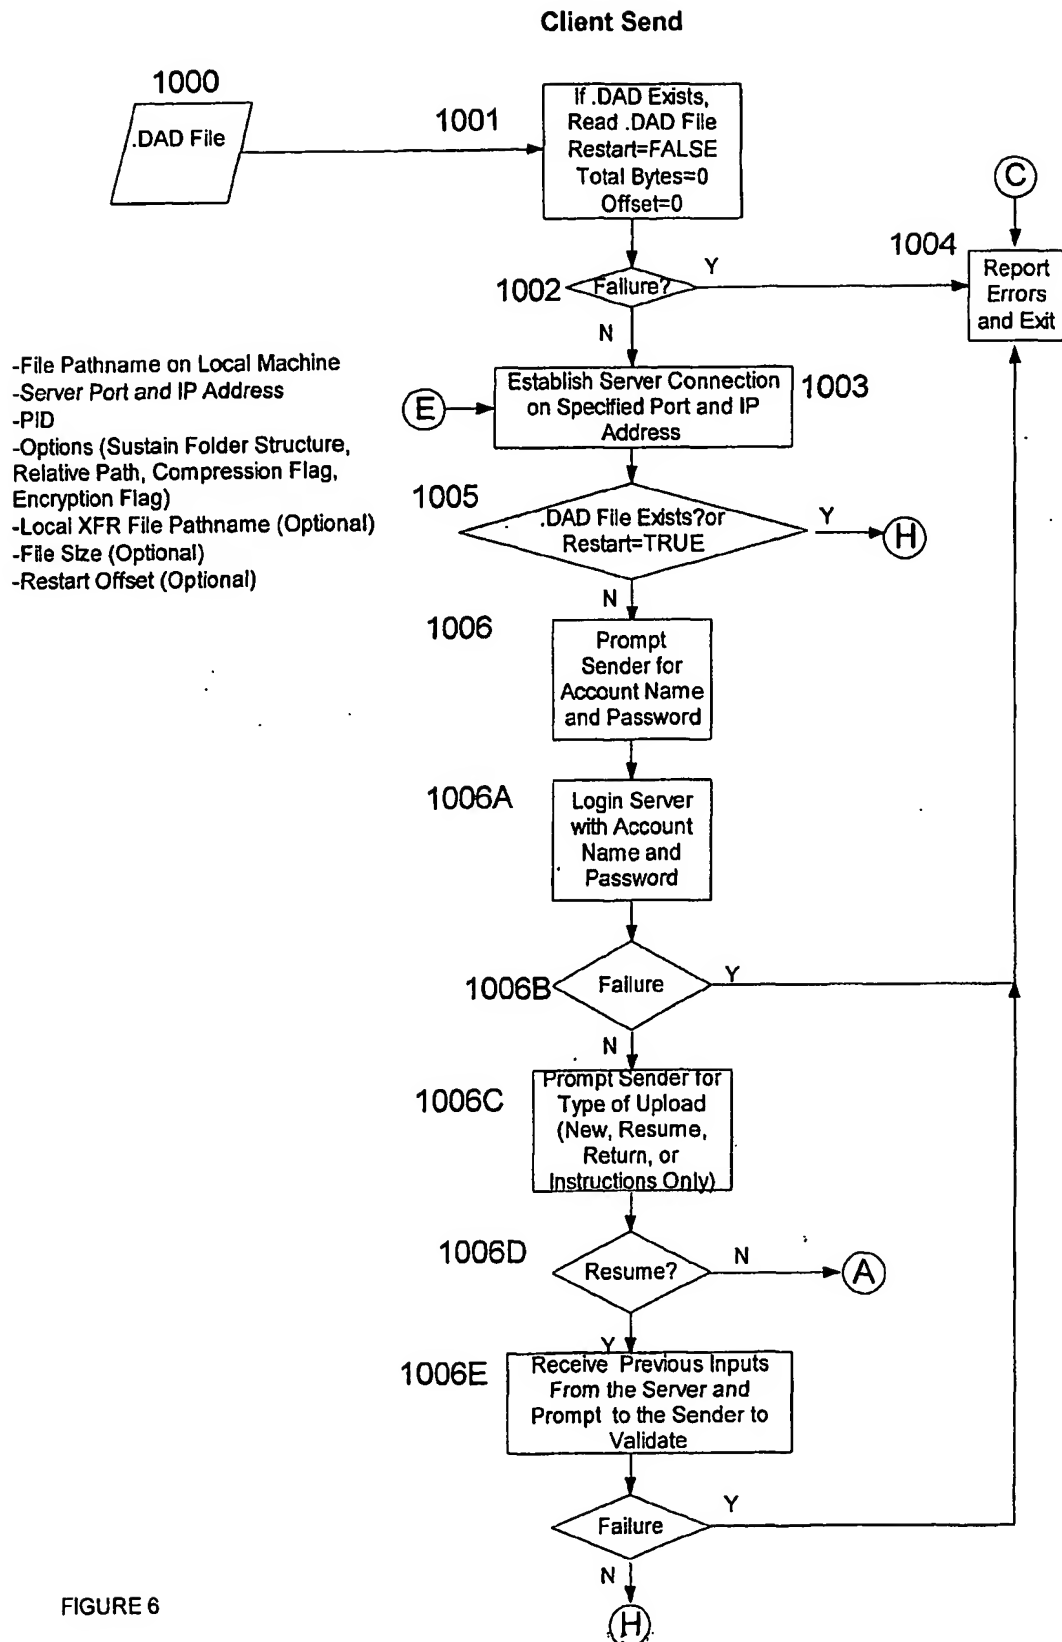 Client Send
1000
.DAD File
1001
If .DAD Exists,
Read .DAD File
Restart=FALSE
Total Bytes=0
Offset=0
C
1004
Report
Errors
and Exit
1002
Failure?
Y
N
-File Pathname on Local Machine
-Server Port and IP Address
-PID
-Options (Sustain Folder Structure,
Relative Path, Compression Flag,
Encryption Flag)
-Local XFR File Pathname (Optional)
-File Size (Optional)
-Restart Offset (Optional)
E
Establish Server Connection
on Specified Port and IP
Address
1003
1005
.DAD File Exists?or
Restart=TRUE
Y
H
N
1006
Prompt
Sender for
Account Name
and Password
1006A
Login Server
with Account
Name and
Password
1006B
Failure
Y
N
1006C
Prompt Sender for
Type of Upload
(New, Resume,
Return, or
Instructions Only)
1006D
Resume?
N
A
Y
1006E
Receive Previous Inputs
From the Server and
Prompt to the Sender to
Validate
Failure
Y
N
H
FIGURE 6